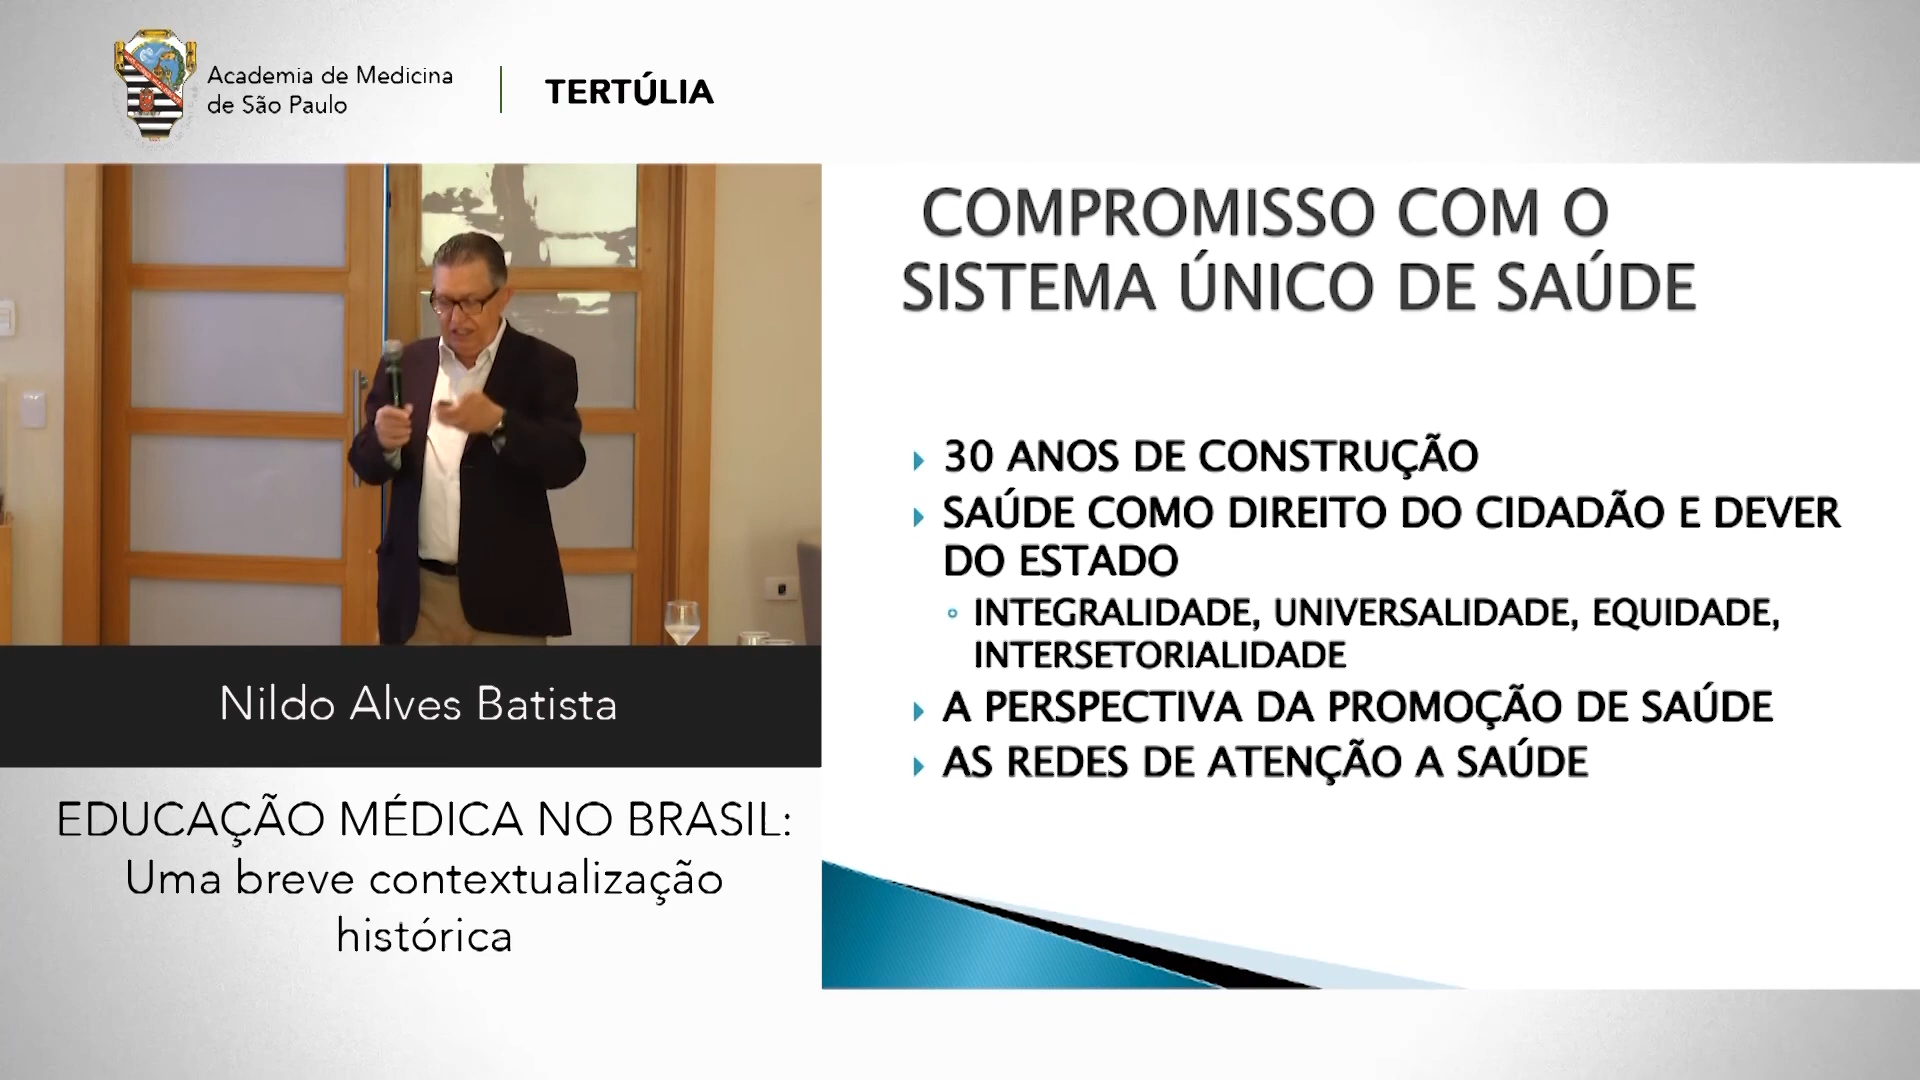 Academia de Medicina
de São Paulo
TERTÚLIA
COMPROMISSO COM O
SISTEMA ÚNICO DE SAÚDE
30 ANOS DE CONSTRUÇÃO
SAÚDE COMO DIREITO DO CIDADÃO E DEVER
DO ESTADO
INTEGRALIDADE, UNIVERSALIDADE, EQUIDADE,
INTERSETORIALIDADE
A PERSPECTIVA DA PROMOÇÃO DE SAÚDE
AS REDES DE ATENÇÃO A SAÚDE
Nildo Alves Batista
EDUCAÇÃO MÉDICA NO BRASIL:
Uma breve contextualização
histórica